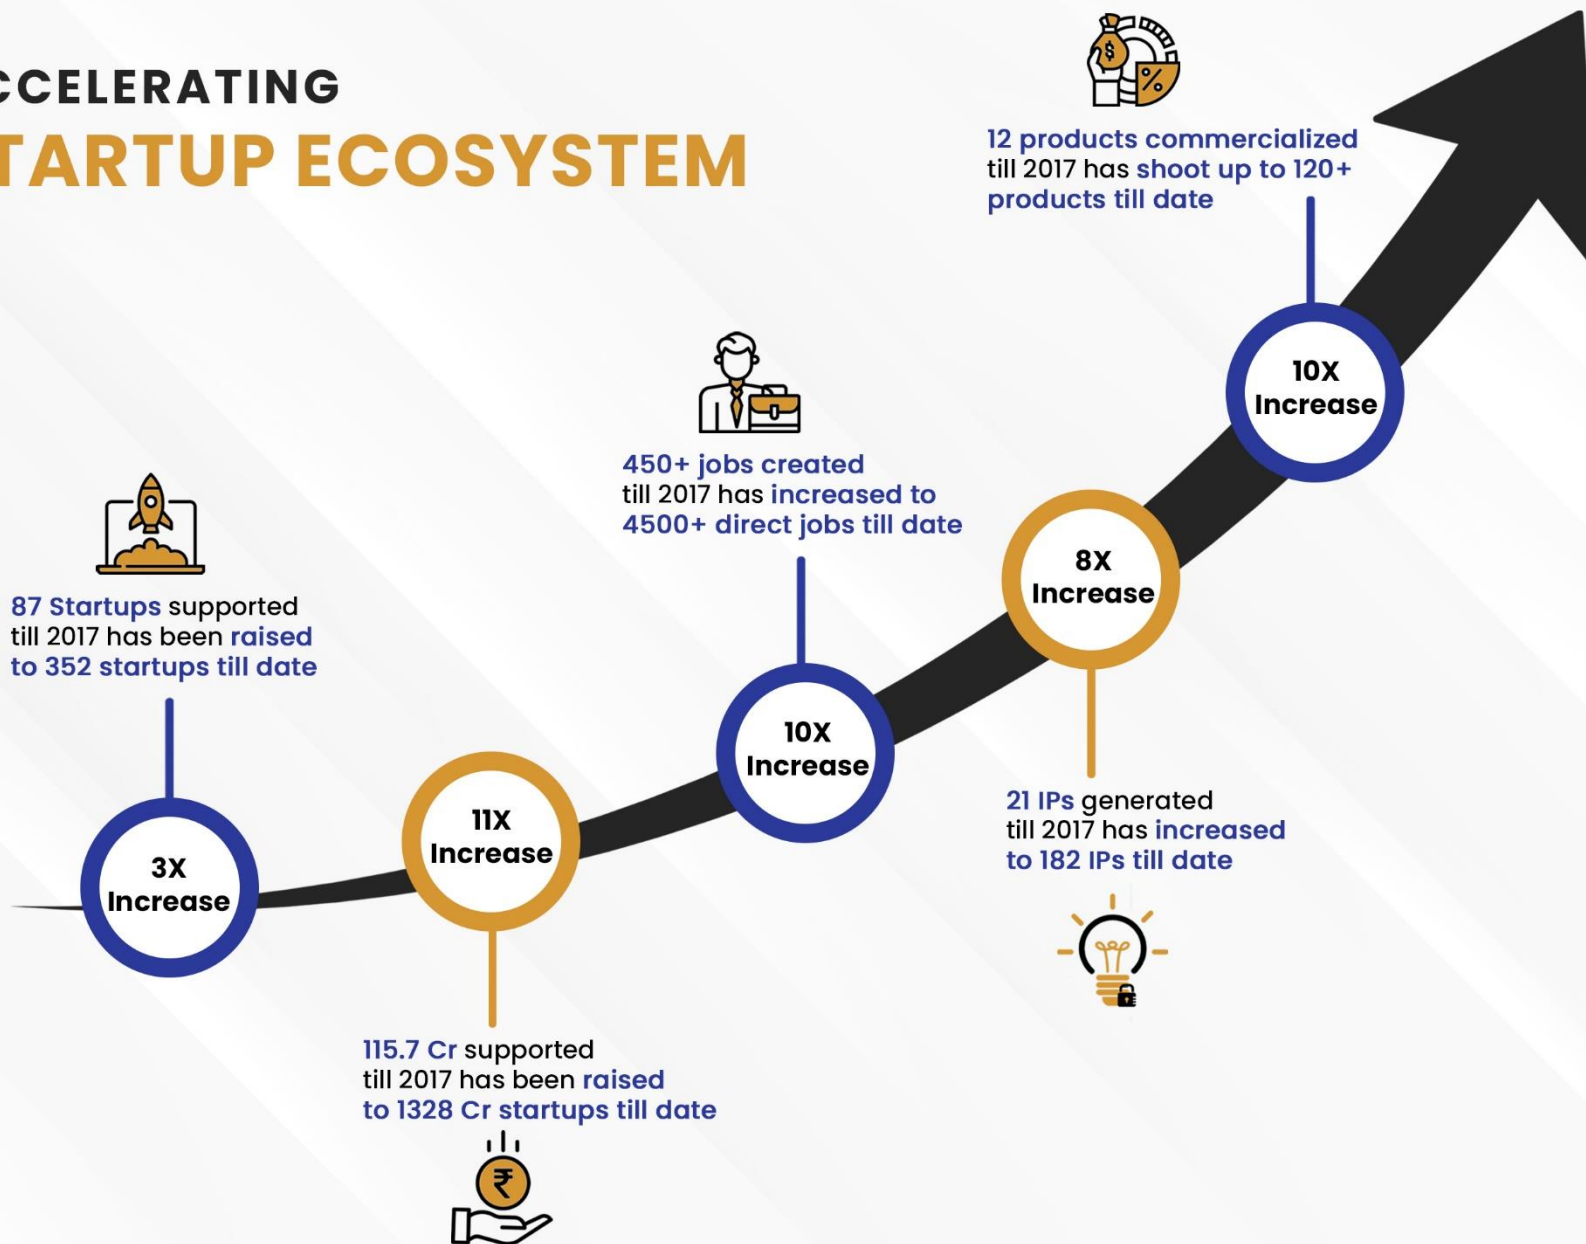 CCELERATING
TARTUP ECOSYSTEM
12 products commercialized
till 2017 has shoot up to 120+
products till date
10X
Increase
450+ jobs created
till 2017 has increased to
4500+ direct jobs till date
8X
Increase
87 Startups supported
till 2017 has been raised
to 352 startups till date
10X
Increase
21 IPs generated
till 2017 has increased
to 182 IPs till date
11X
Increase
3X
Increase
115.7 Cr supported
till 2017 has been raised
to 1328 Cr startups till date
$
%
₹